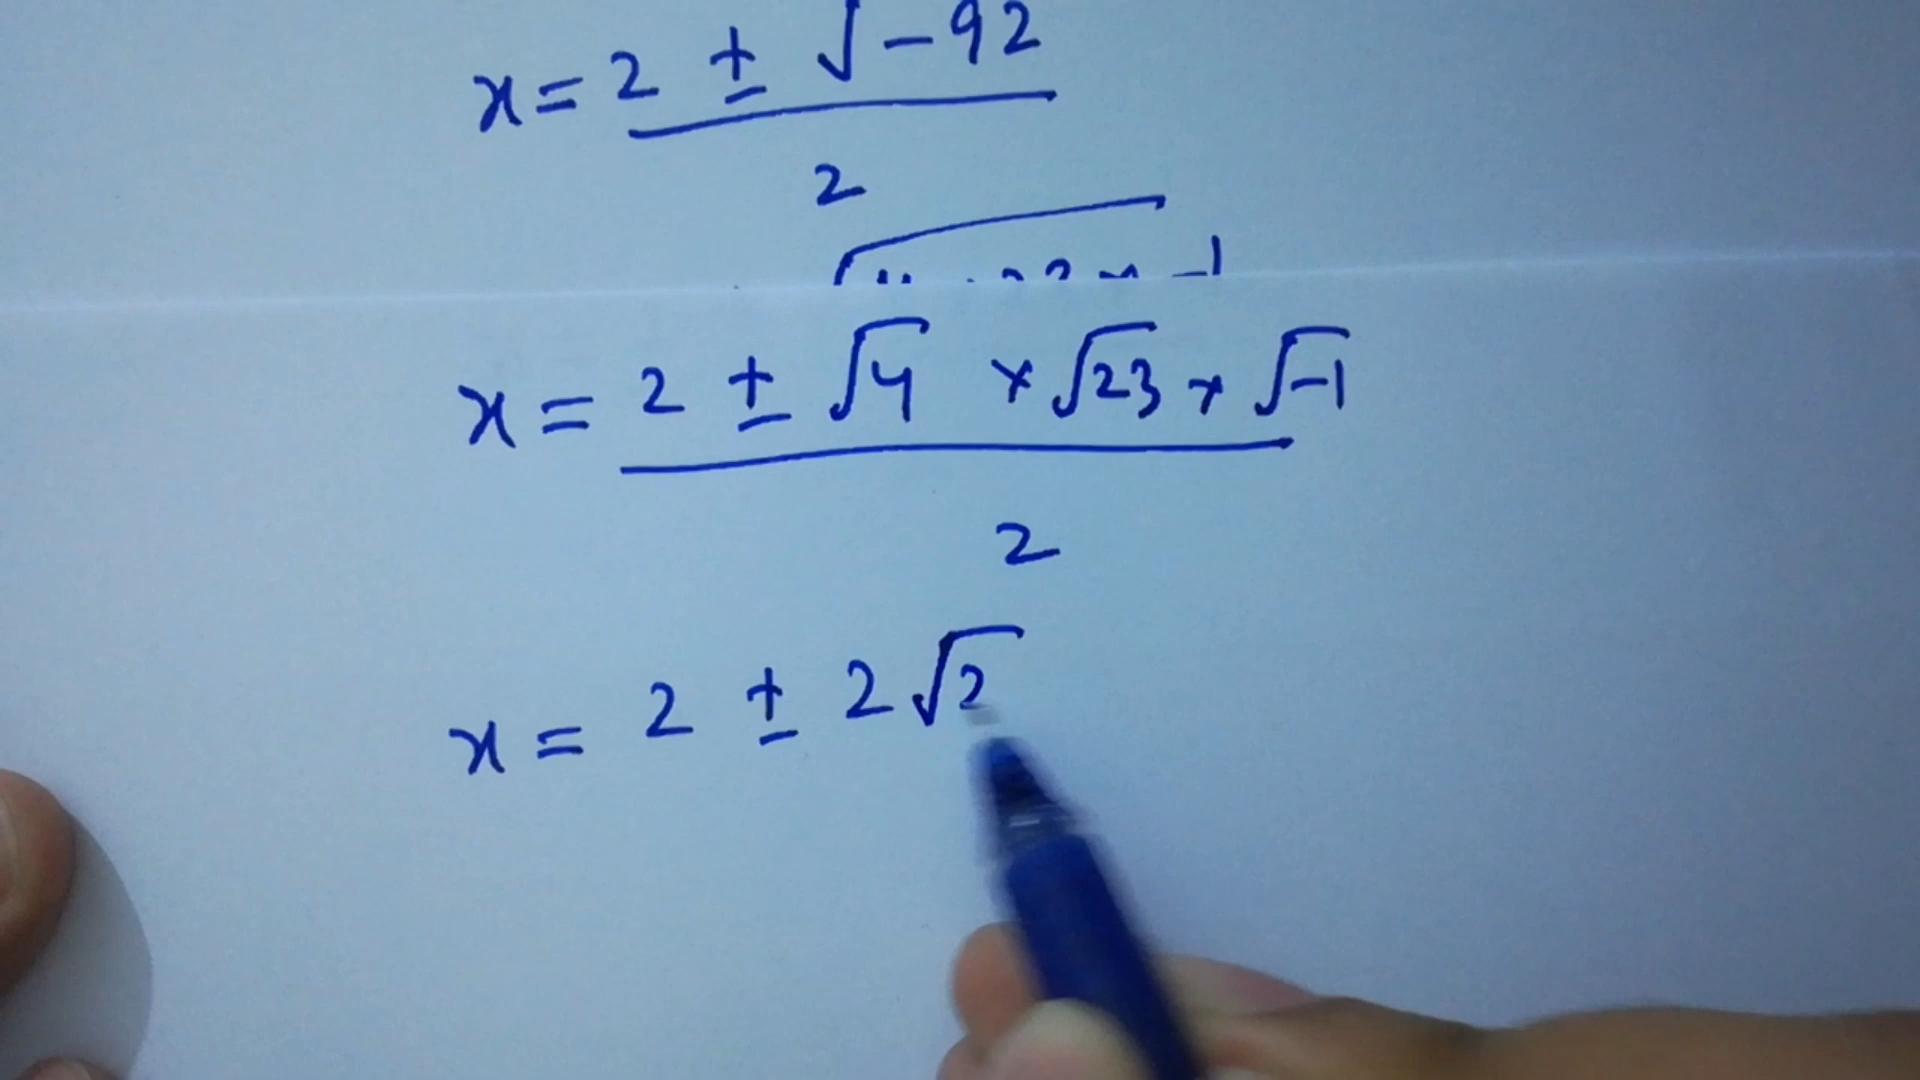 x = 2 ± √-92
2
x = 2 ± √4 × √23 × √-1
2
x = 2 ± 2√2